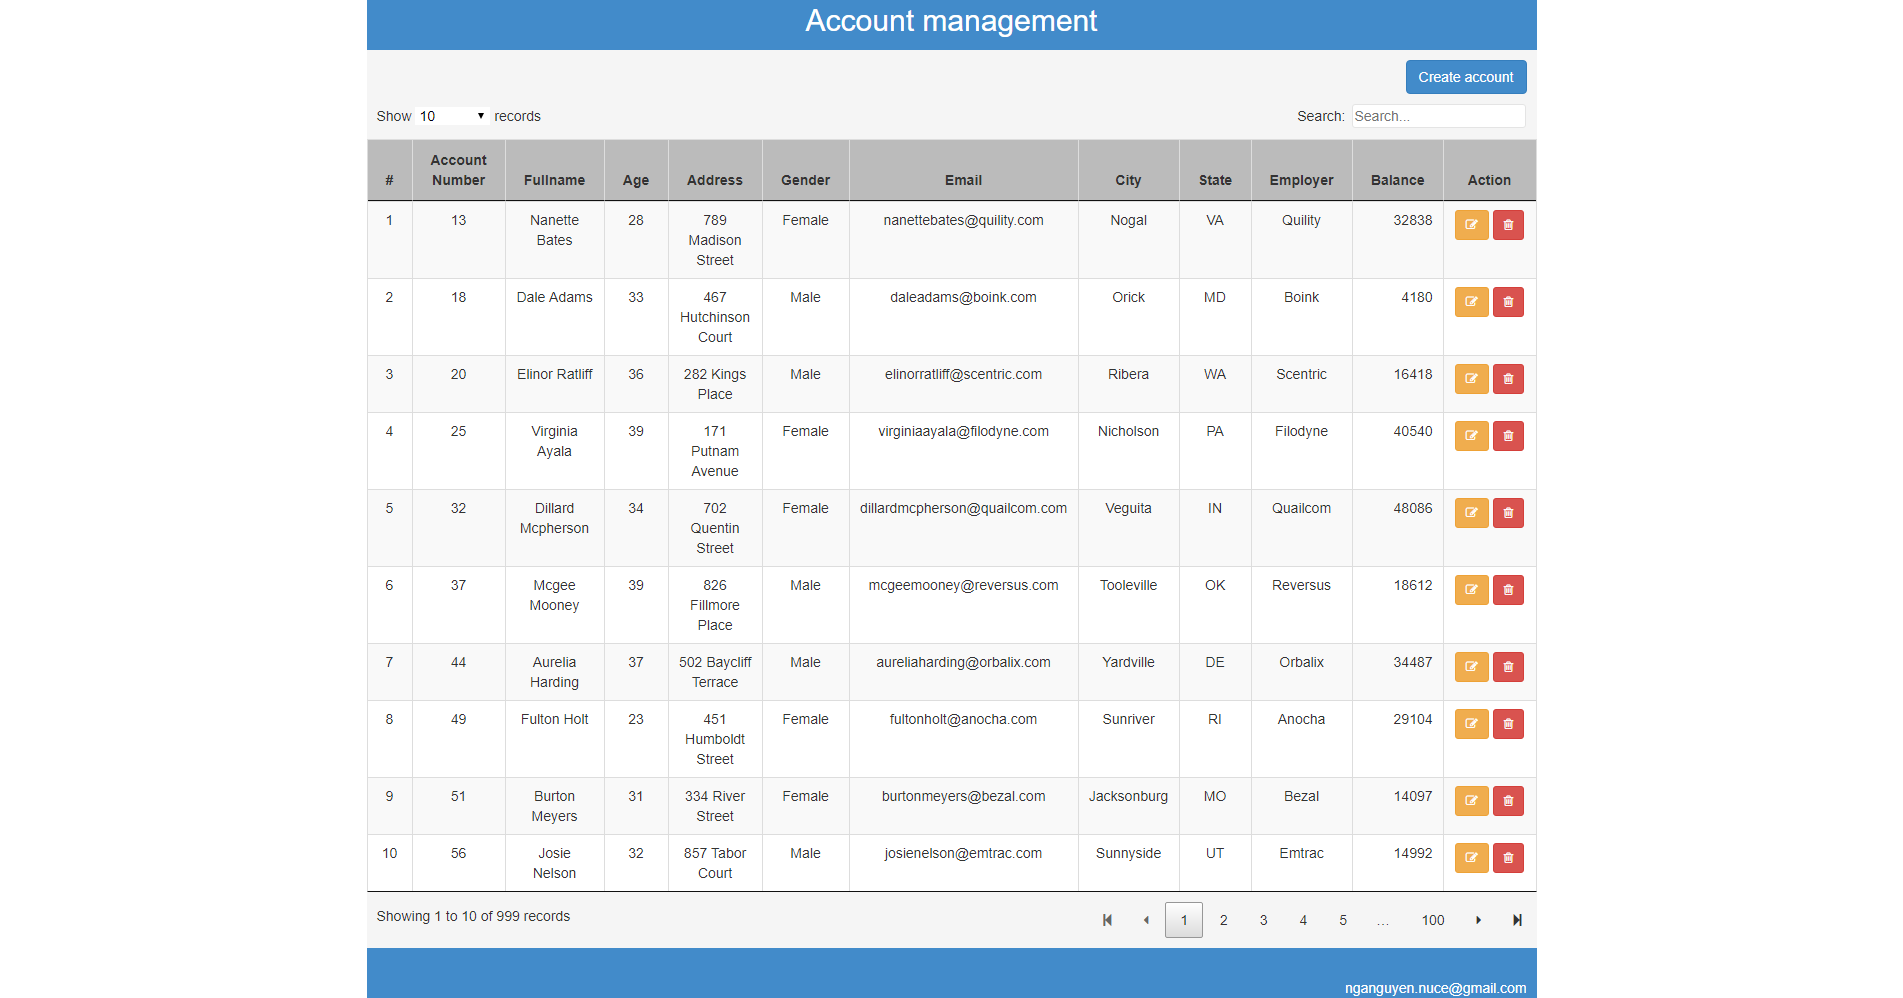 Account management
Create account
Show 10 records Search: Search...
# Account Number Fullname Age Address Gender Email City State Employer Balance Action
1 13 Nanette Bates 28 789 Madison Street Female nanettebates@quility.com Nogal VA Quility 32838
2 18 Dale Adams 33 467 Hutchinson Court Male daleadams@boink.com Orick MD Boink 4180
3 20 Elinor Ratliff 36 282 Kings Place Male elinorratliff@scentric.com Ribera WA Scentric 16418
4 25 Virginia Ayala 39 171 Putnam Avenue Female virginiaayala@filodyne.com Nicholson PA Filodyne 40540
5 32 Dillard Mcpherson 34 702 Quentin Street Female dillardmcpherson@quailcom.com Veguita IN Quailcom 48086
6 37 Mcgee Mooney 39 826 Fillmore Place Male mcgeemooney@reversus.com Tooleville OK Reversus 18612
7 44 Aurelia Harding 37 502 Baycliff Terrace Male aureliaharding@orbalix.com Yardville DE Orbalix 34487
8 49 Fulton Holt 23 451 Humboldt Street Female fultonholt@anocha.com Sunriver RI Anocha 29104
9 51 Burton Meyers 31 334 River Street Female burtonmeyers@bezal.com Jacksonburg MO Bezal 14097
10 56 Josie Nelson 32 857 Tabor Court Male josienelson@emtrac.com Sunnyside UT Emtrac 14992
Showing 1 to 10 of 999 records 1 2 3 4 5 ... 100
nganguyen.nuce@gmail.com